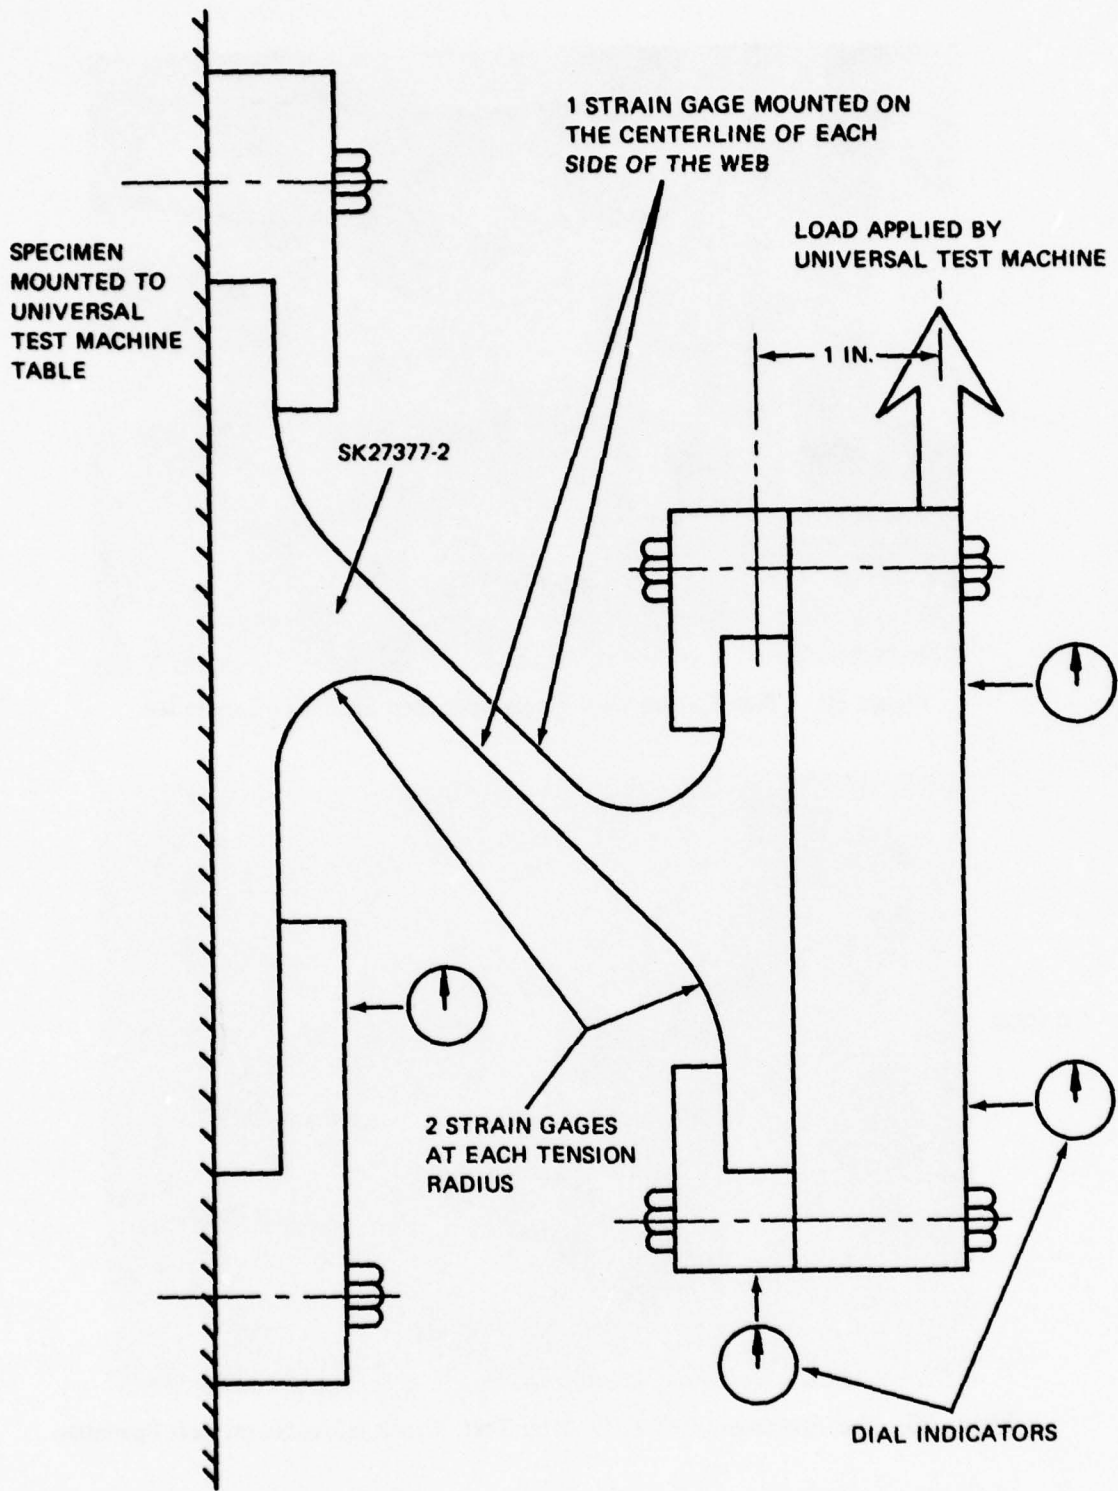 1 STRAIN GAGE MOUNTED ON
THE CENTERLINE OF EACH
SIDE OF THE WEB
LOAD APPLIED BY
UNIVERSAL TEST MACHINE
SPECIMEN
MOUNTED TO
UNIVERSAL
TEST MACHINE
TABLE
1 IN.
SK27377-2
2 STRAIN GAGES
AT EACH TENSION
RADIUS
DIAL INDICATORS